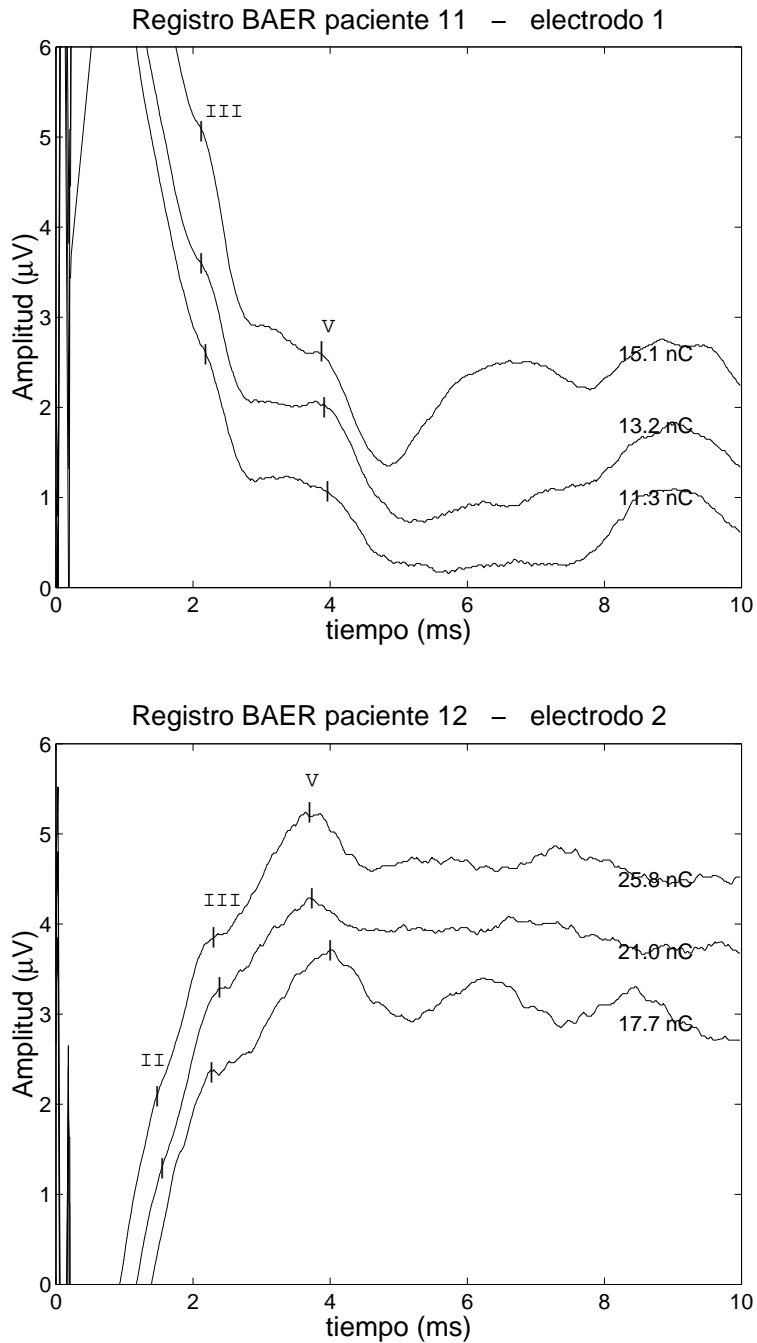 Registro BAER paciente 11 – electrodo 1
6
III
5
4
V
3
15.1 nC
2
13.2 nC
1
11.3 nC
0
0 2 4 6 8 10
tiempo (ms)
Amplitud (μV)
Registro BAER paciente 12 – electrodo 2
6
V
5
25.8 nC
III
4
21.0 nC
3
17.7 nC
II
2
1
0
0 2 4 6 8 10
tiempo (ms)
Amplitud (μV)